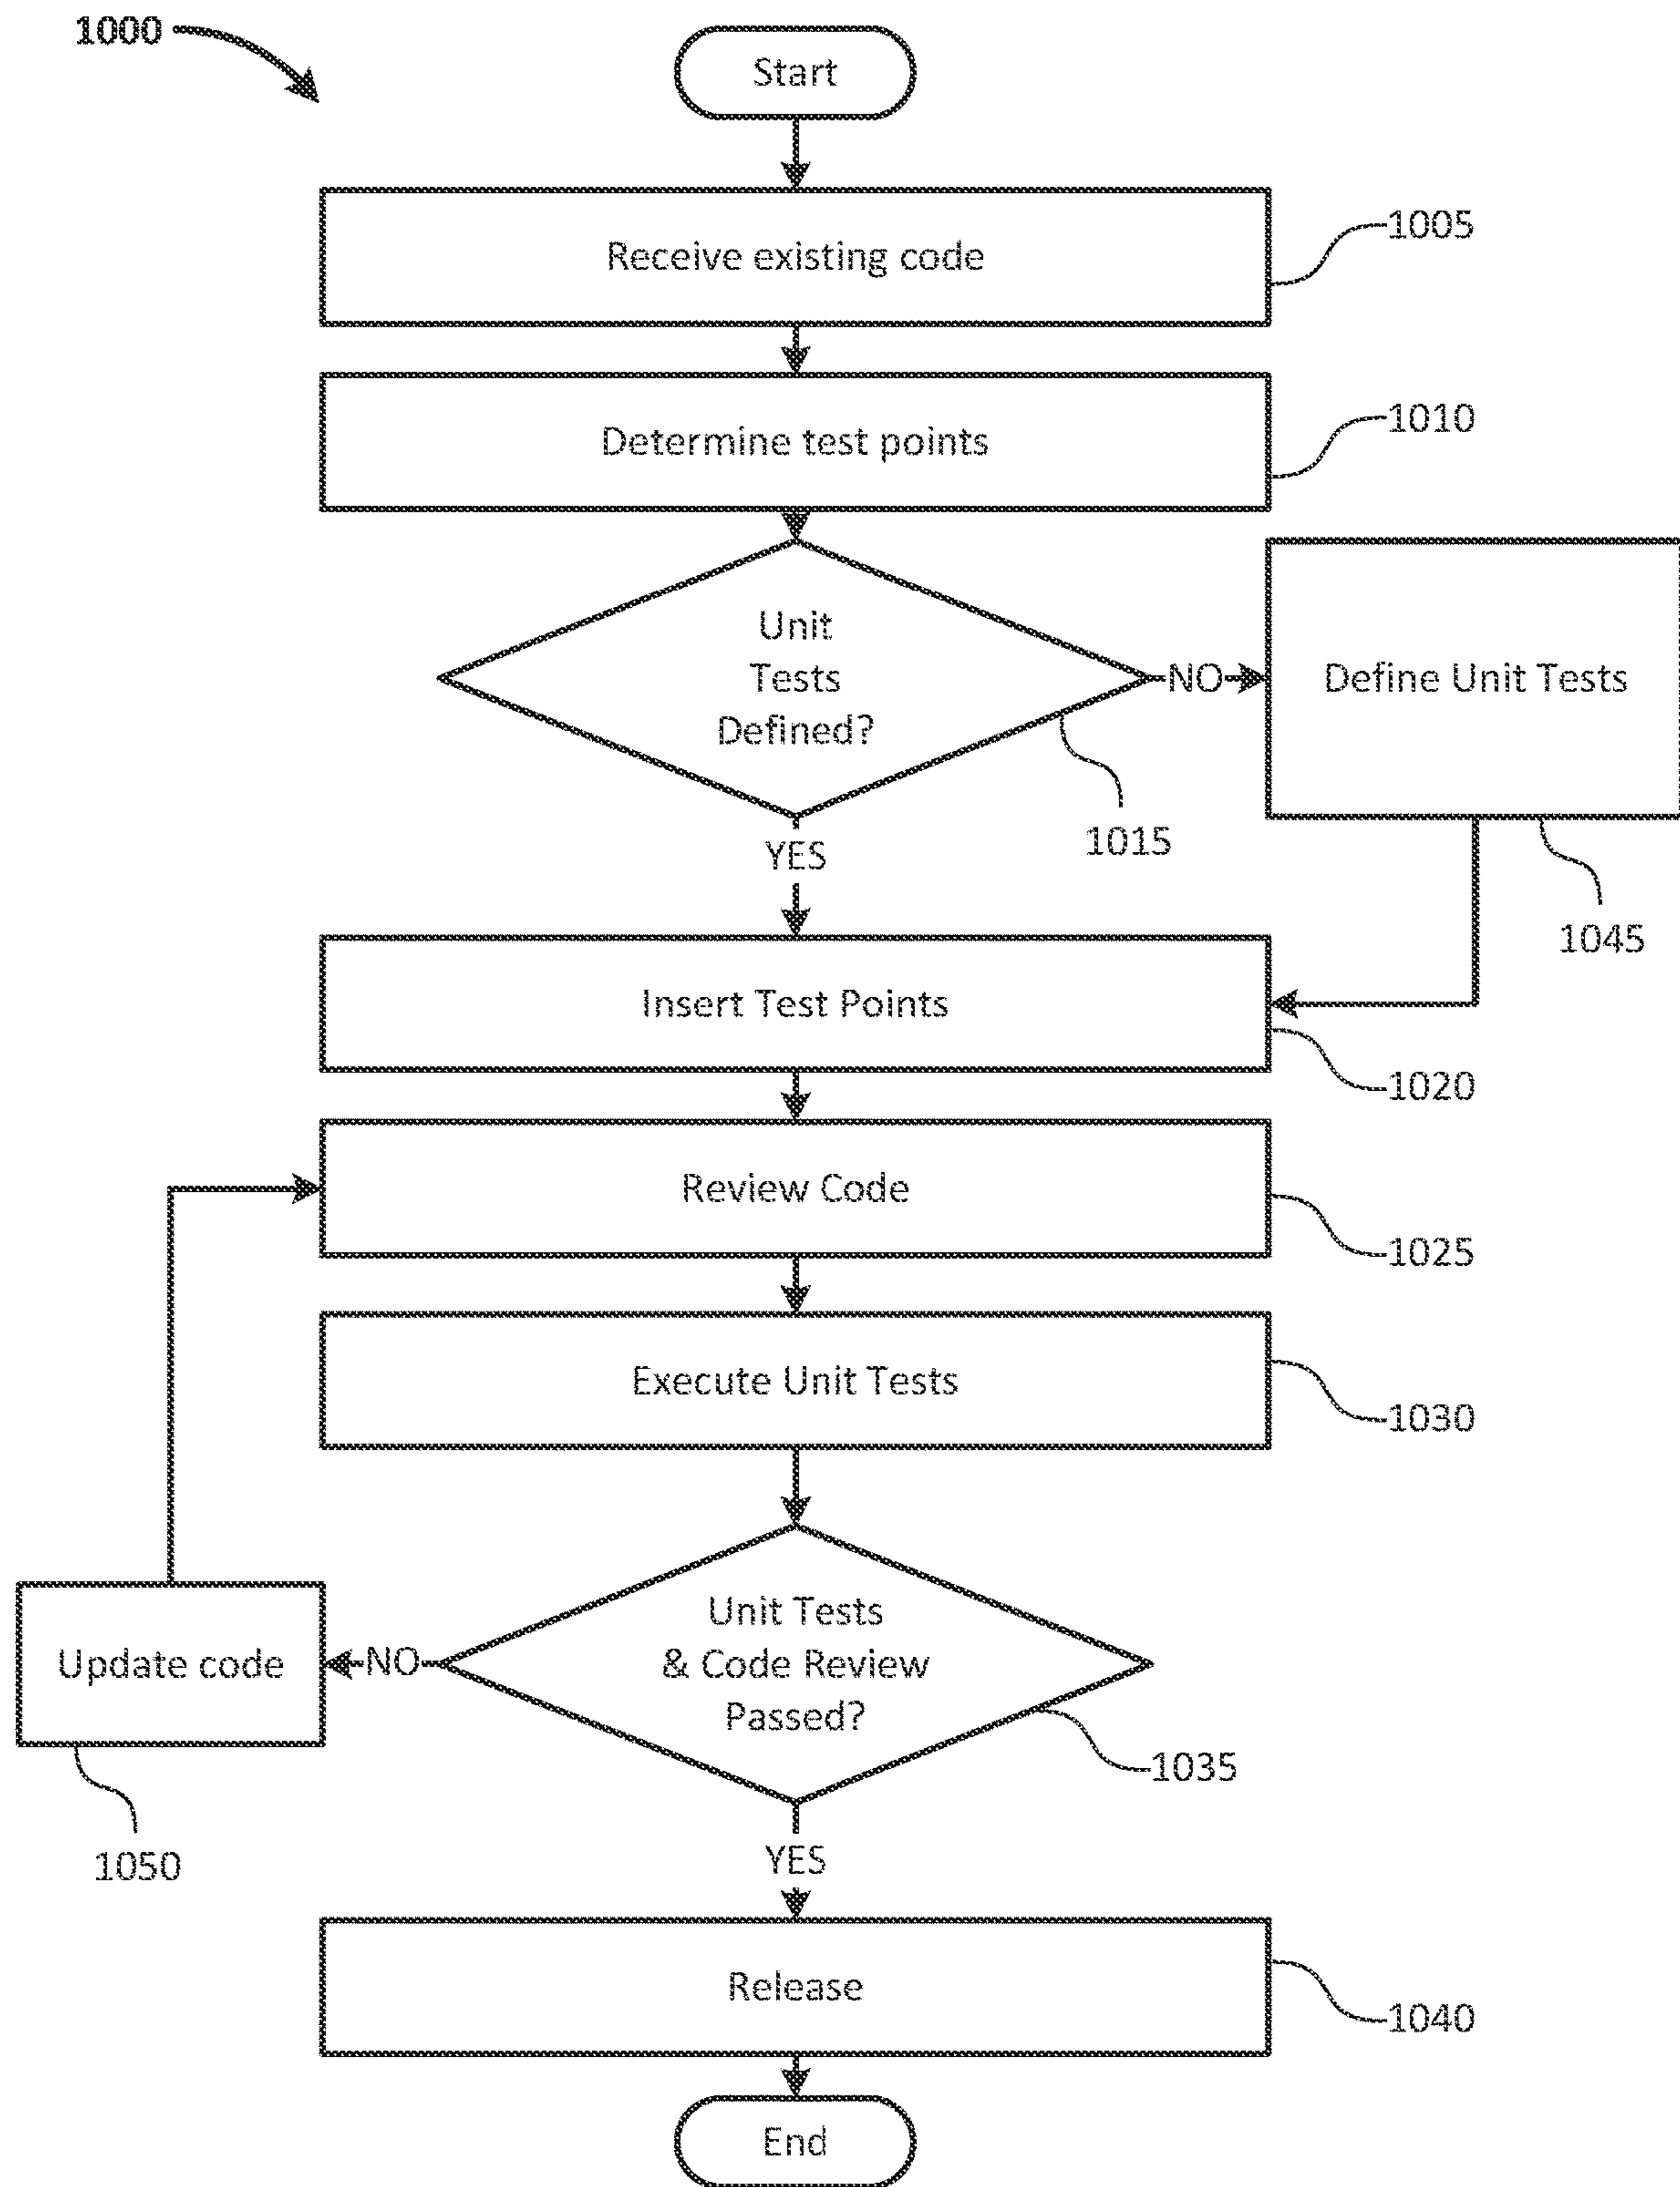 1000
Start
Receive existing code
1005
Determine test points
1010
Unit
Tests
Defined?
NO
Define Unit Tests
1015
YES
1045
Insert Test Points
1020
Review Code
1025
Execute Unit Tests
1030
Unit Tests
& Code Review
Passed?
NO
Update code
1035
YES
1050
Release
1040
End